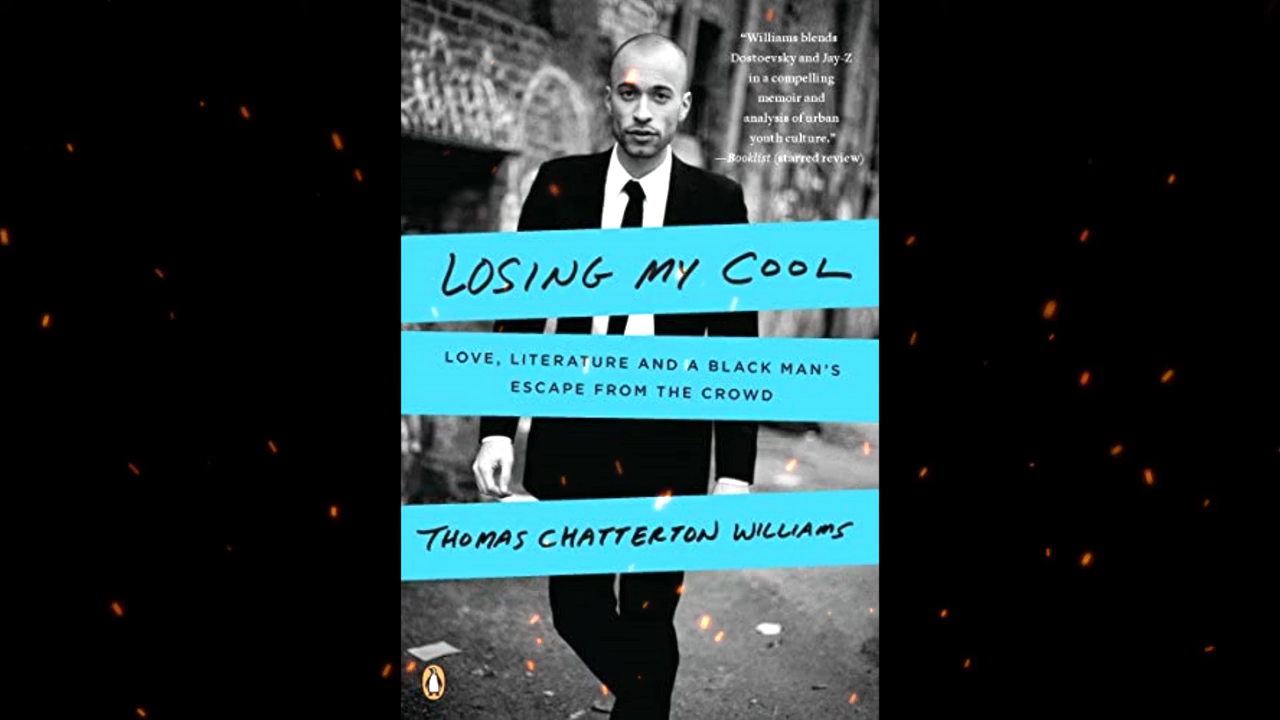 “Williams blends
Dostoevsky and Jay-Z
in a compelling
memoir and
analysis of urban
youth culture.”
—Booklist (starred review)
LOSING MY COOL
LOVE, LITERATURE AND A BLACK MAN'S
ESCAPE FROM THE CROWD
THOMAS CHATTERTON WILLIAMS